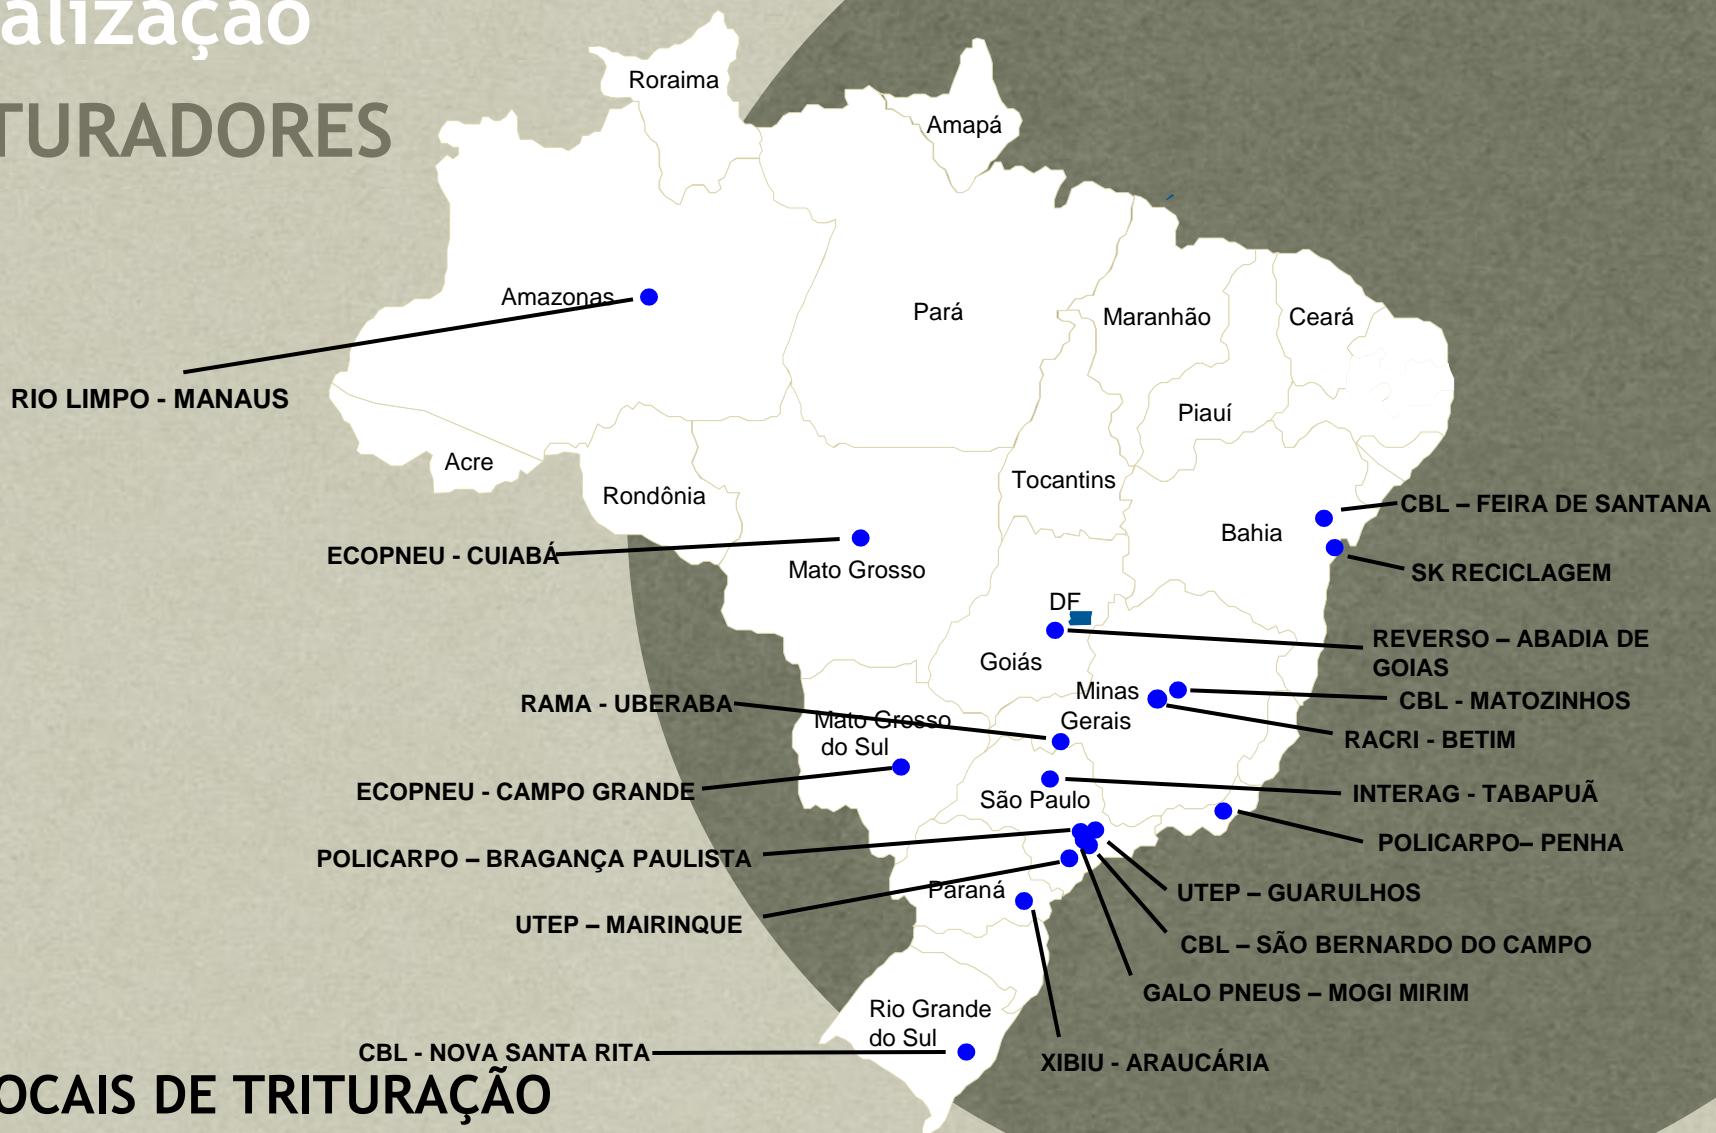 alização
TURADORES
Roraima
Amapá
Amazonas
Pará
Maranhão
Ceará
RIO LIMPO - MANAUS
Piauí
Acre
Rondônia
Tocantins
CBL – FEIRA DE SANTANA
Bahia
ECOPNEU - CUIABÁ
Mato Grosso
SK RECICLAGEM
DF
REVERSO – ABADIA DE
GOIAS
Goiás
Minas
Gerais
RAMA - UBERABA
CBL - MATOZINHOS
Mato Grosso
do Sul
RACRI - BETIM
ECOPNEU - CAMPO GRANDE
São Paulo
INTERAG - TABAPUÃ
POLICARPO– PENHA
POLICARPO – BRAGANÇA PAULISTA
Paraná
UTEP – GUARULHOS
UTEP – MAIRINQUE
CBL – SÃO BERNARDO DO CAMPO
GALO PNEUS – MOGI MIRIM
Rio Grande
do Sul
CBL - NOVA SANTA RITA
XIBIU - ARAUCÁRIA
OCAIS DE TRITURAÇÃO